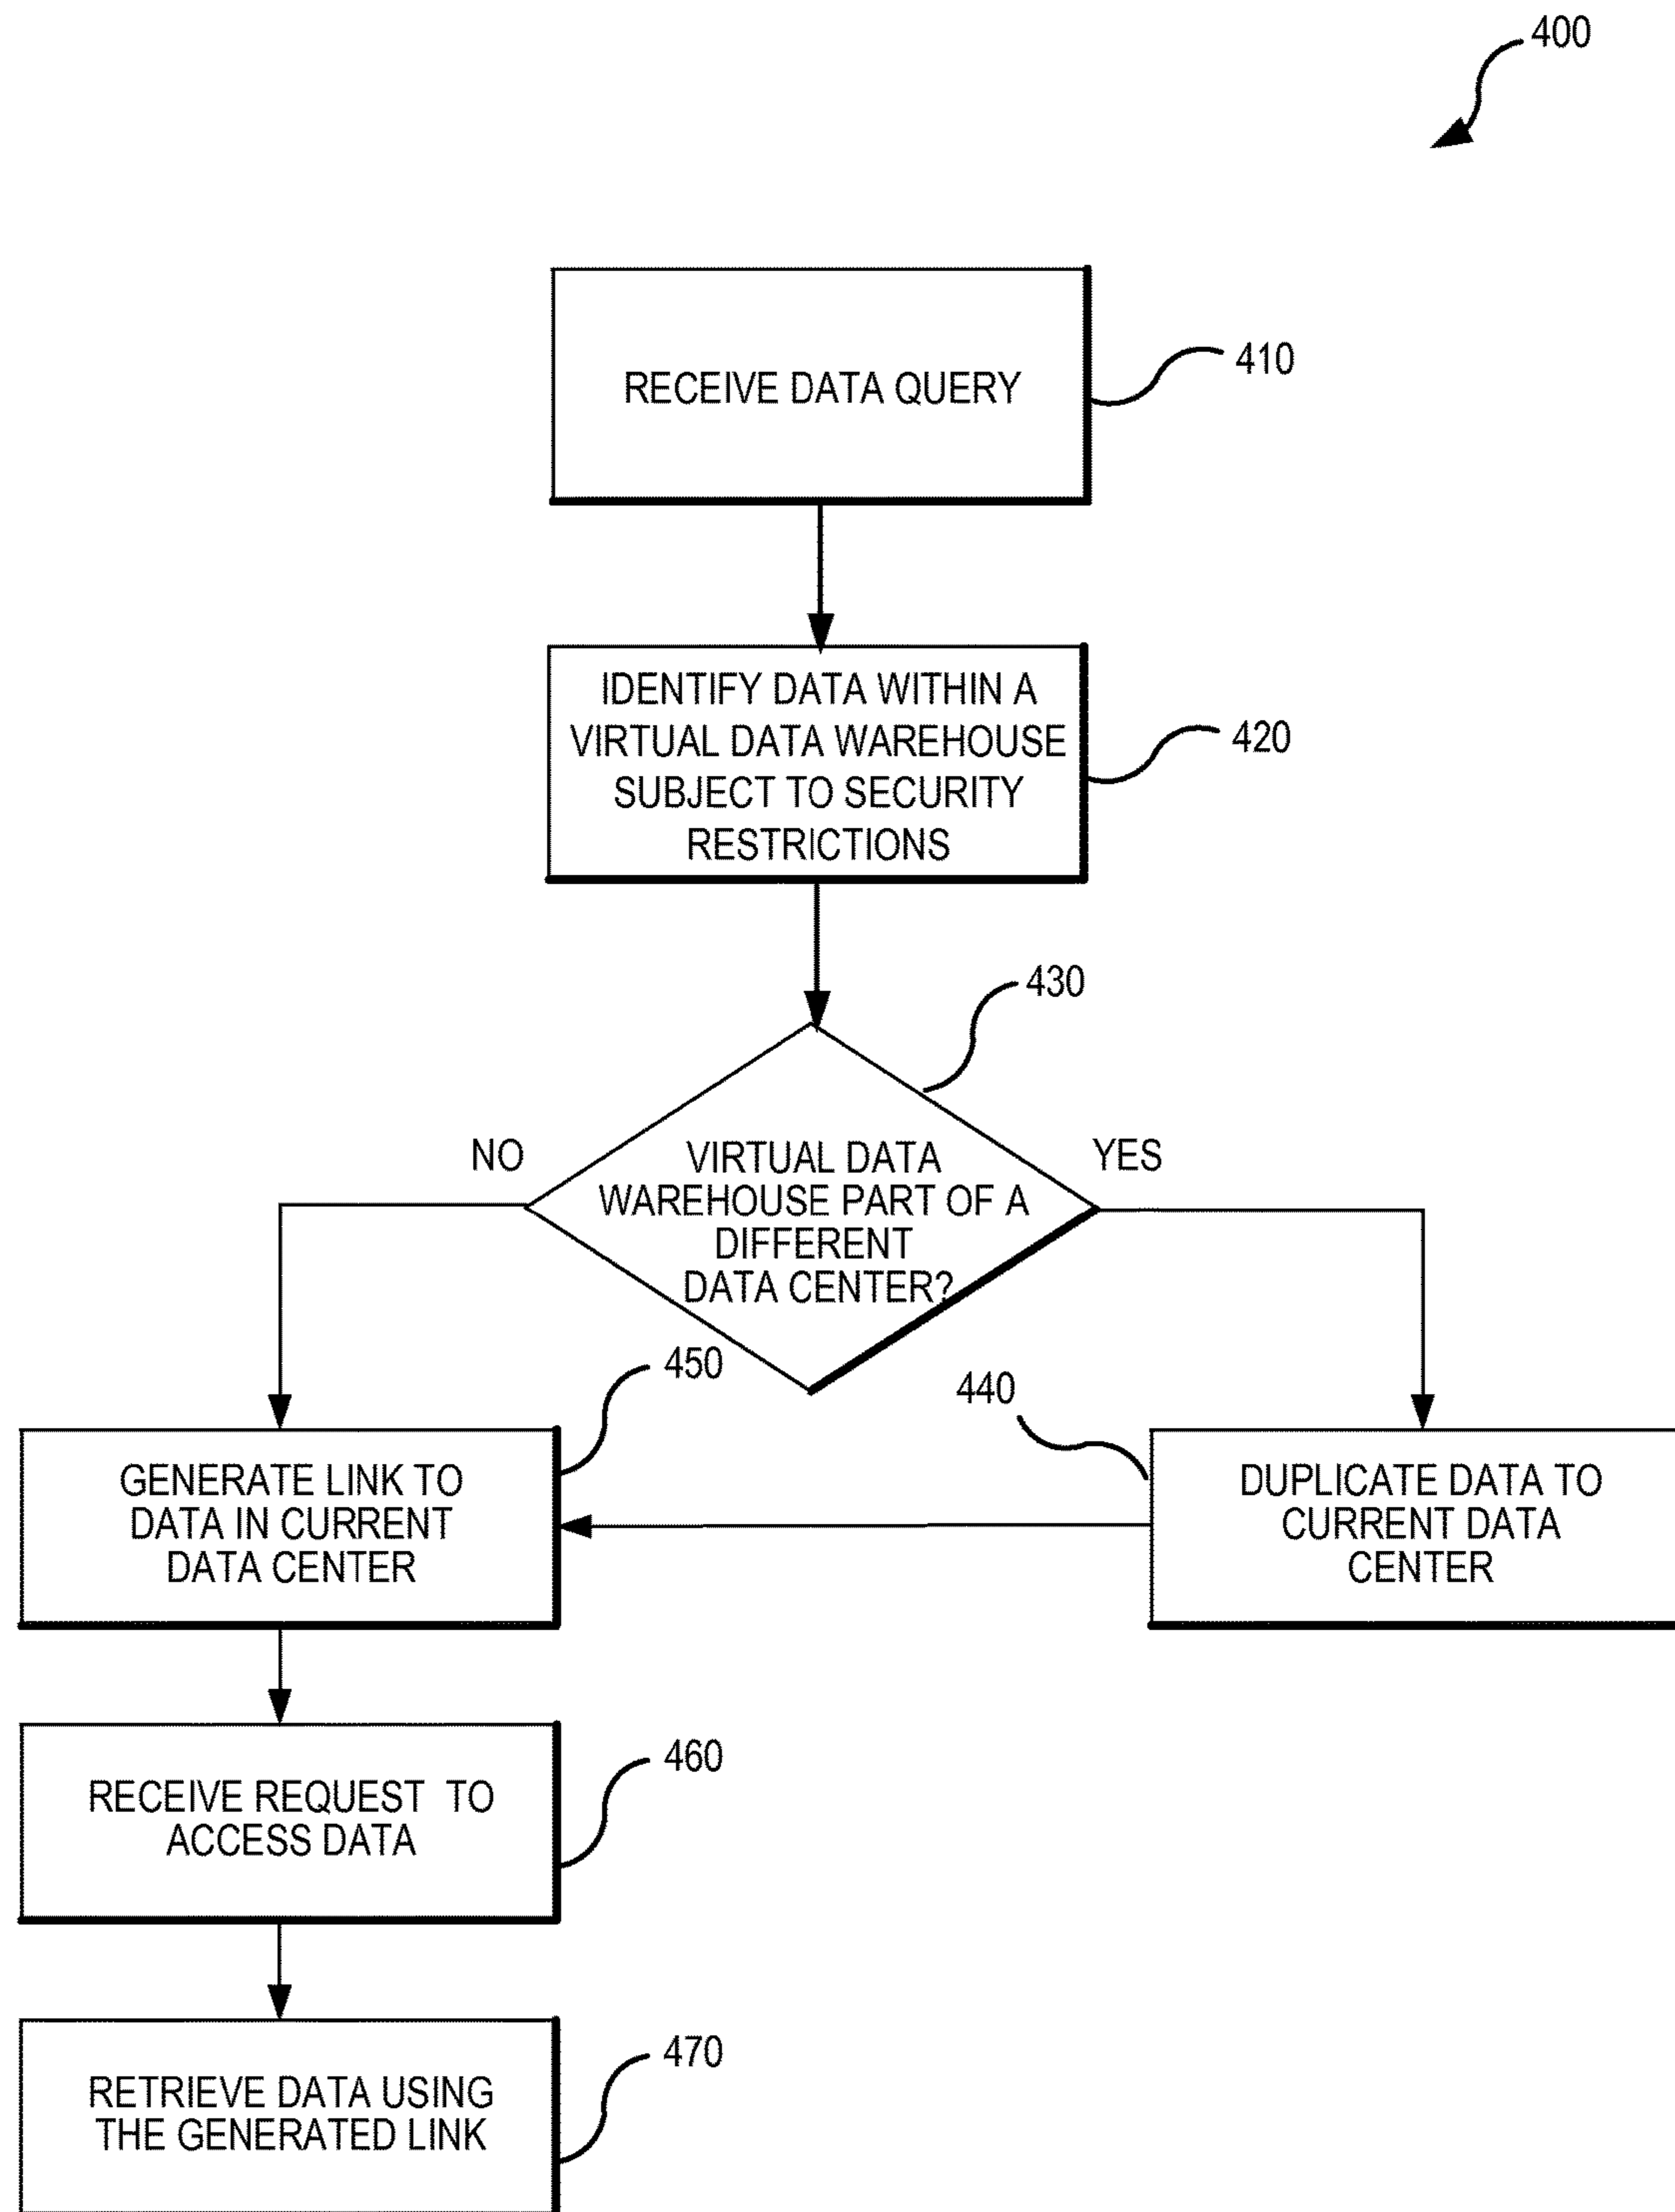 400
RECEIVE DATA QUERY
410
IDENTIFY DATA WITHIN A
VIRTUAL DATA WAREHOUSE
SUBJECT TO SECURITY
RESTRICTIONS
420
430
NO
YES
VIRTUAL DATA
WAREHOUSE PART OF A
DIFFERENT
DATA CENTER?
450
440
GENERATE LINK TO
DATA IN CURRENT
DATA CENTER
DUPLICATE DATA TO
CURRENT DATA
CENTER
460
RECEIVE REQUEST TO
ACCESS DATA
470
RETRIEVE DATA USING
THE GENERATED LINK